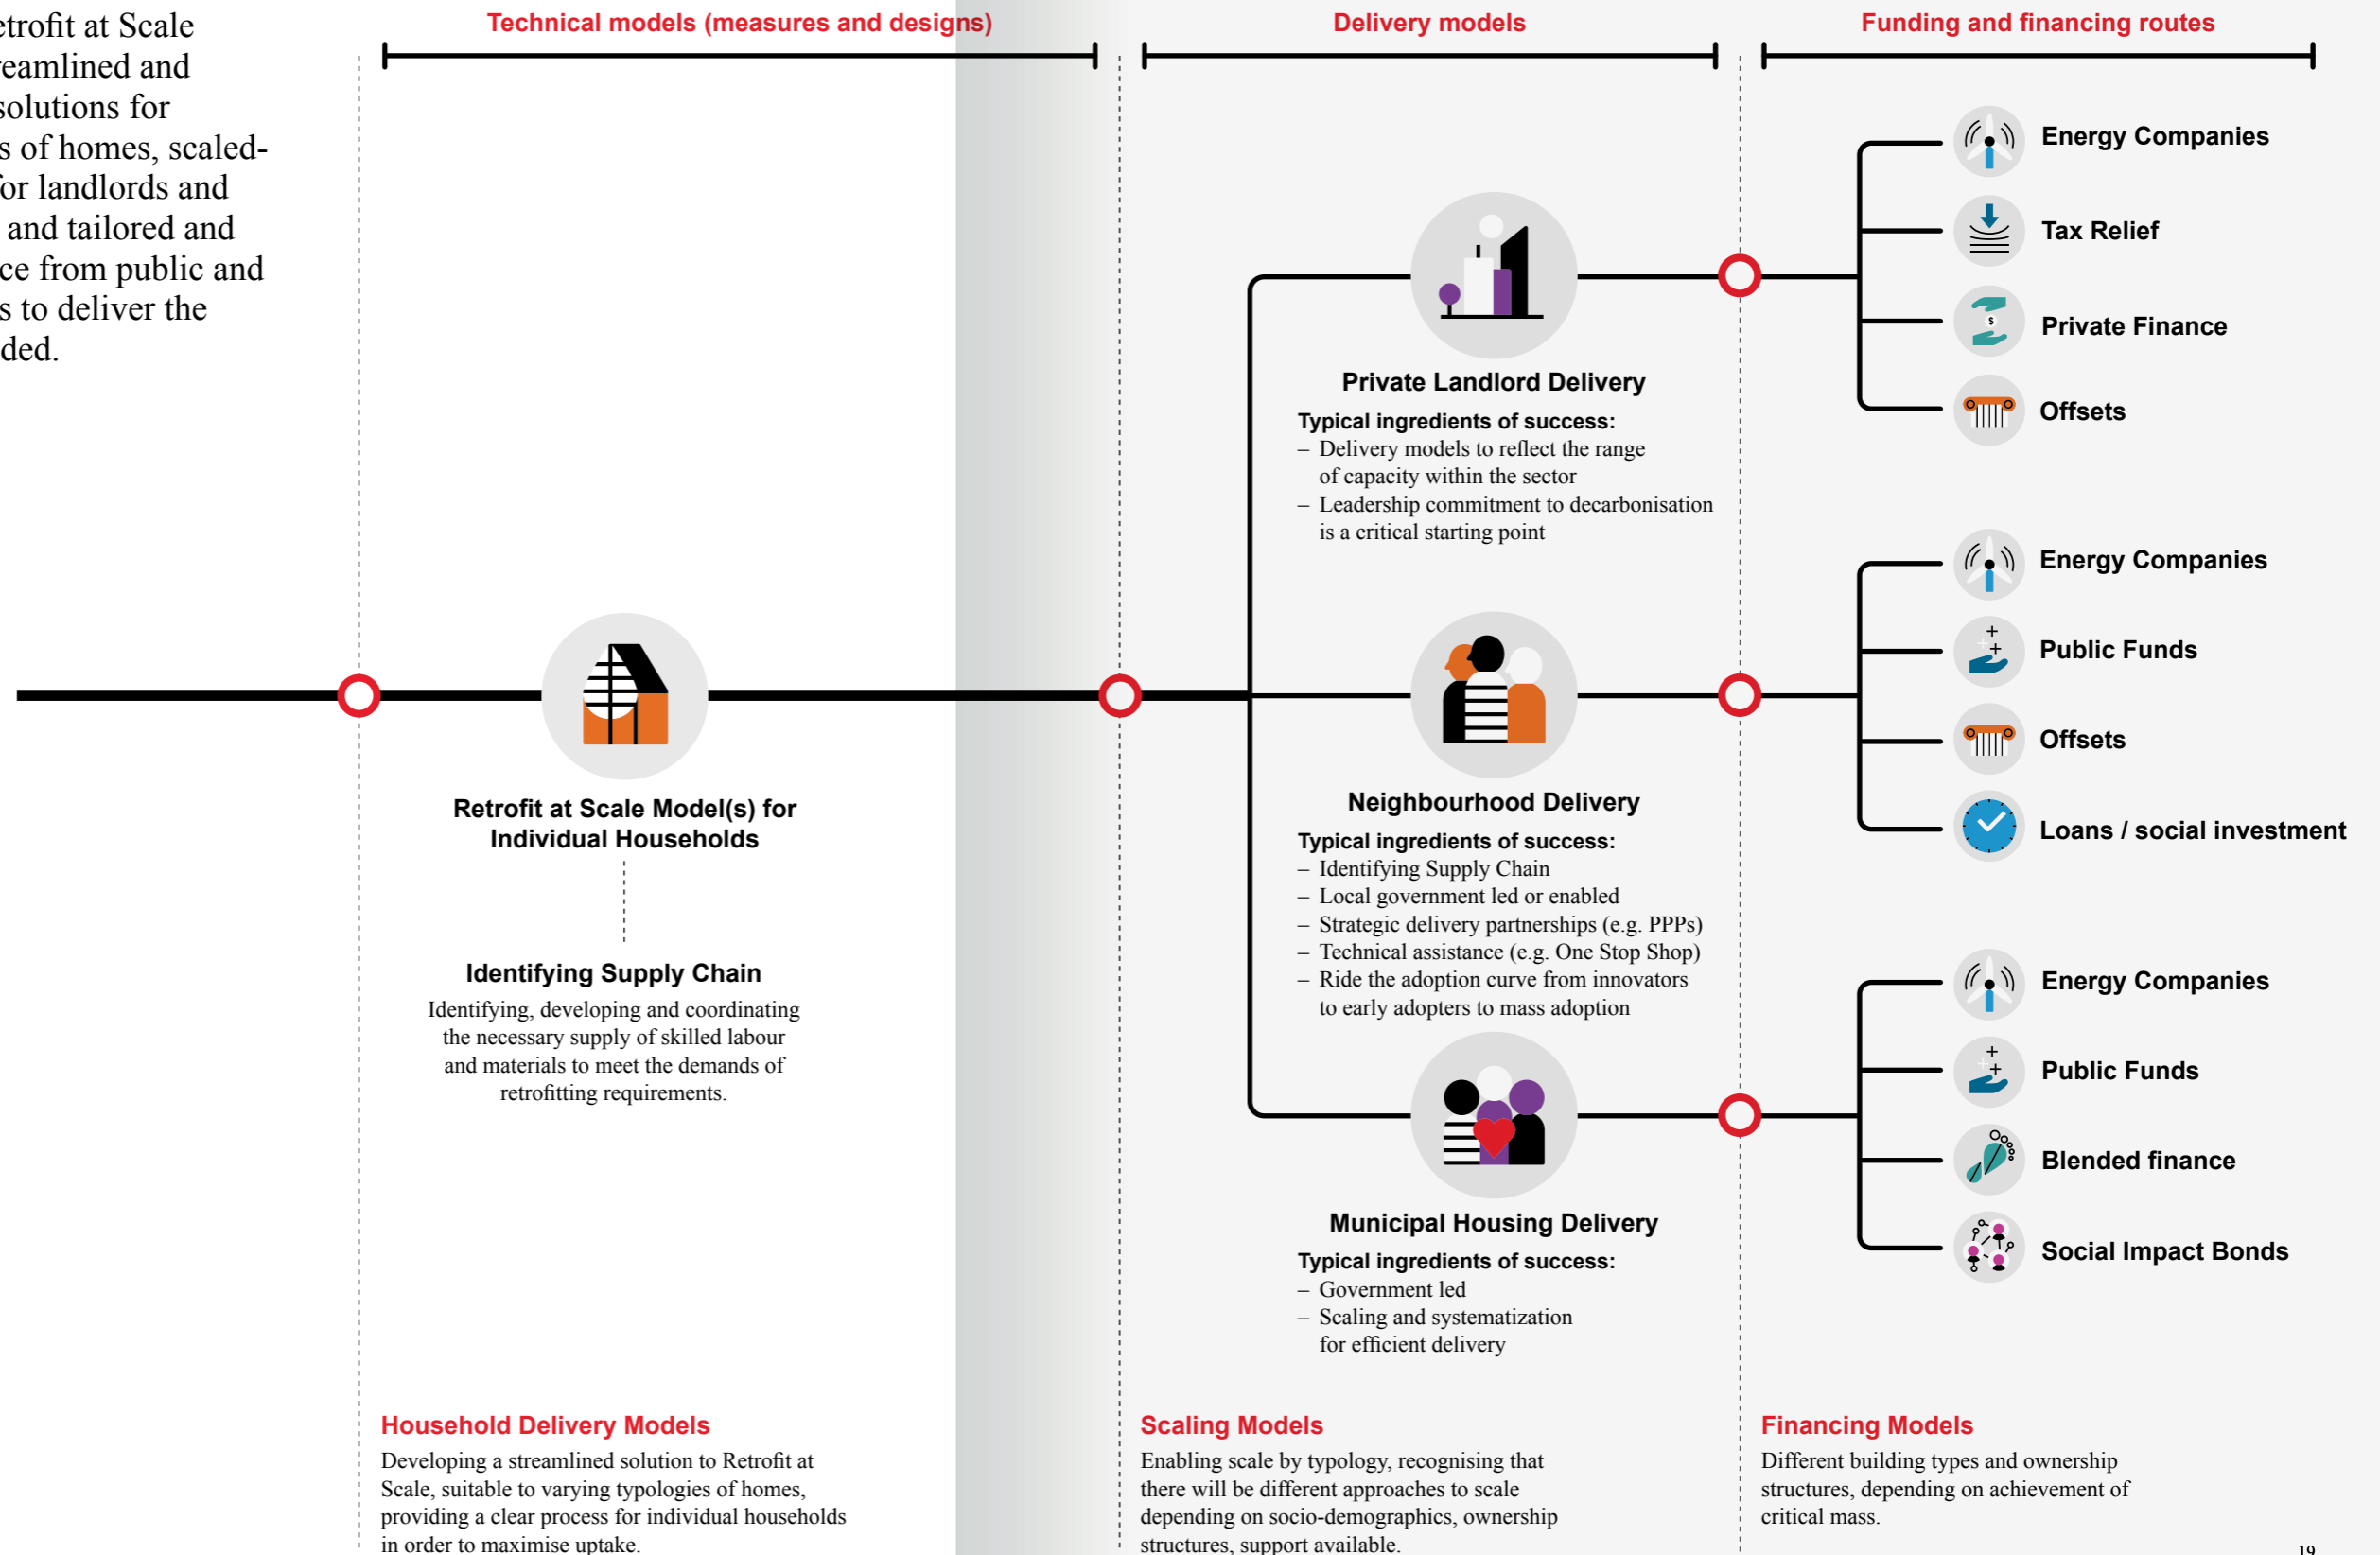 etrofit at Scale
reamlined and
solutions for
s of homes, scaled-
for landlords and
and tailored and
ce from public and
s to deliver the
ded.
Technical models (measures and designs)
Retrofit at Scale Model(s) for
Individual Households
Identifying Supply Chain
Identifying, developing and coordinating
the necessary supply of skilled labour
and materials to meet the demands of
retrofitting requirements.
Household Delivery Models
Developing a streamlined solution to Retrofit at
Scale, suitable to varying typologies of homes,
providing a clear process for individual households
in order to maximise uptake.
Delivery models
Private Landlord Delivery
Typical ingredients of success:
– Delivery models to reflect the range
of capacity within the sector
– Leadership commitment to decarbonisation
is a critical starting point
Neighbourhood Delivery
Typical ingredients of success:
– Identifying Supply Chain
– Local government led or enabled
– Strategic delivery partnerships (e.g. PPPs)
– Technical assistance (e.g. One Stop Shop)
– Ride the adoption curve from innovators
to early adopters to mass adoption
Municipal Housing Delivery
Typical ingredients of success:
– Government led
– Scaling and systematization
for efficient delivery
Scaling Models
Enabling scale by typology, recognising that
there will be different approaches to scale
depending on socio-demographics, ownership
structures, support available.
Funding and financing routes
Energy Companies
Tax Relief
$
Private Finance
Offsets
Energy Companies
Public Funds
Offsets
Loans / social investment
Energy Companies
Public Funds
Blended finance
Social Impact Bonds
Financing Models
Different building types and ownership
structures, depending on achievement of
critical mass.
19